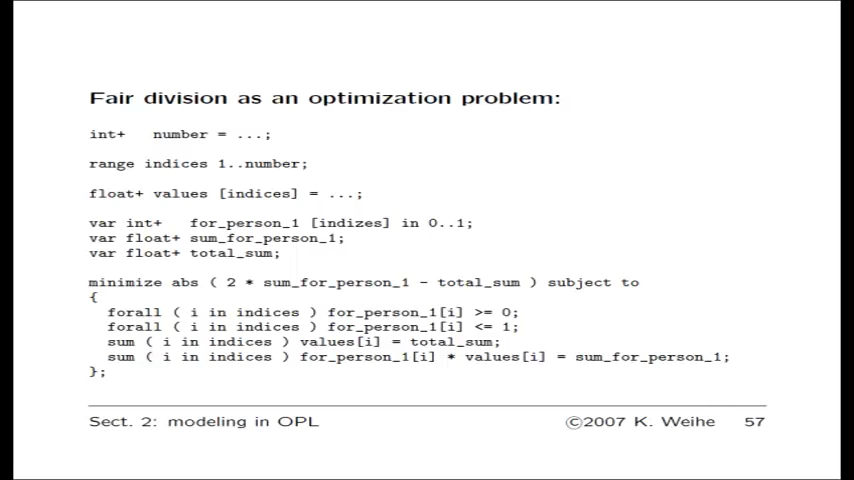 Fair division as an optimization problem:
int+ number = ...;
range indices 1..number;
float+ values [indices] = ...;
var int+ for_person_1 [indizes] in 0..1;
var float+ sum_for_person_1;
var float+ total_sum;
minimize abs ( 2 * sum_for_person_1 - total_sum ) subject to
{
forall ( i in indices ) for_person_1[i] >= 0;
forall ( i in indices ) for_person_1[i] <= 1;
sum ( i in indices ) values[i] = total_sum;
sum ( i in indices ) for_person_1[i] * values[i] = sum_for_person_1;
};
Sect. 2: modeling in OPL ©2007 K. Weihe 57